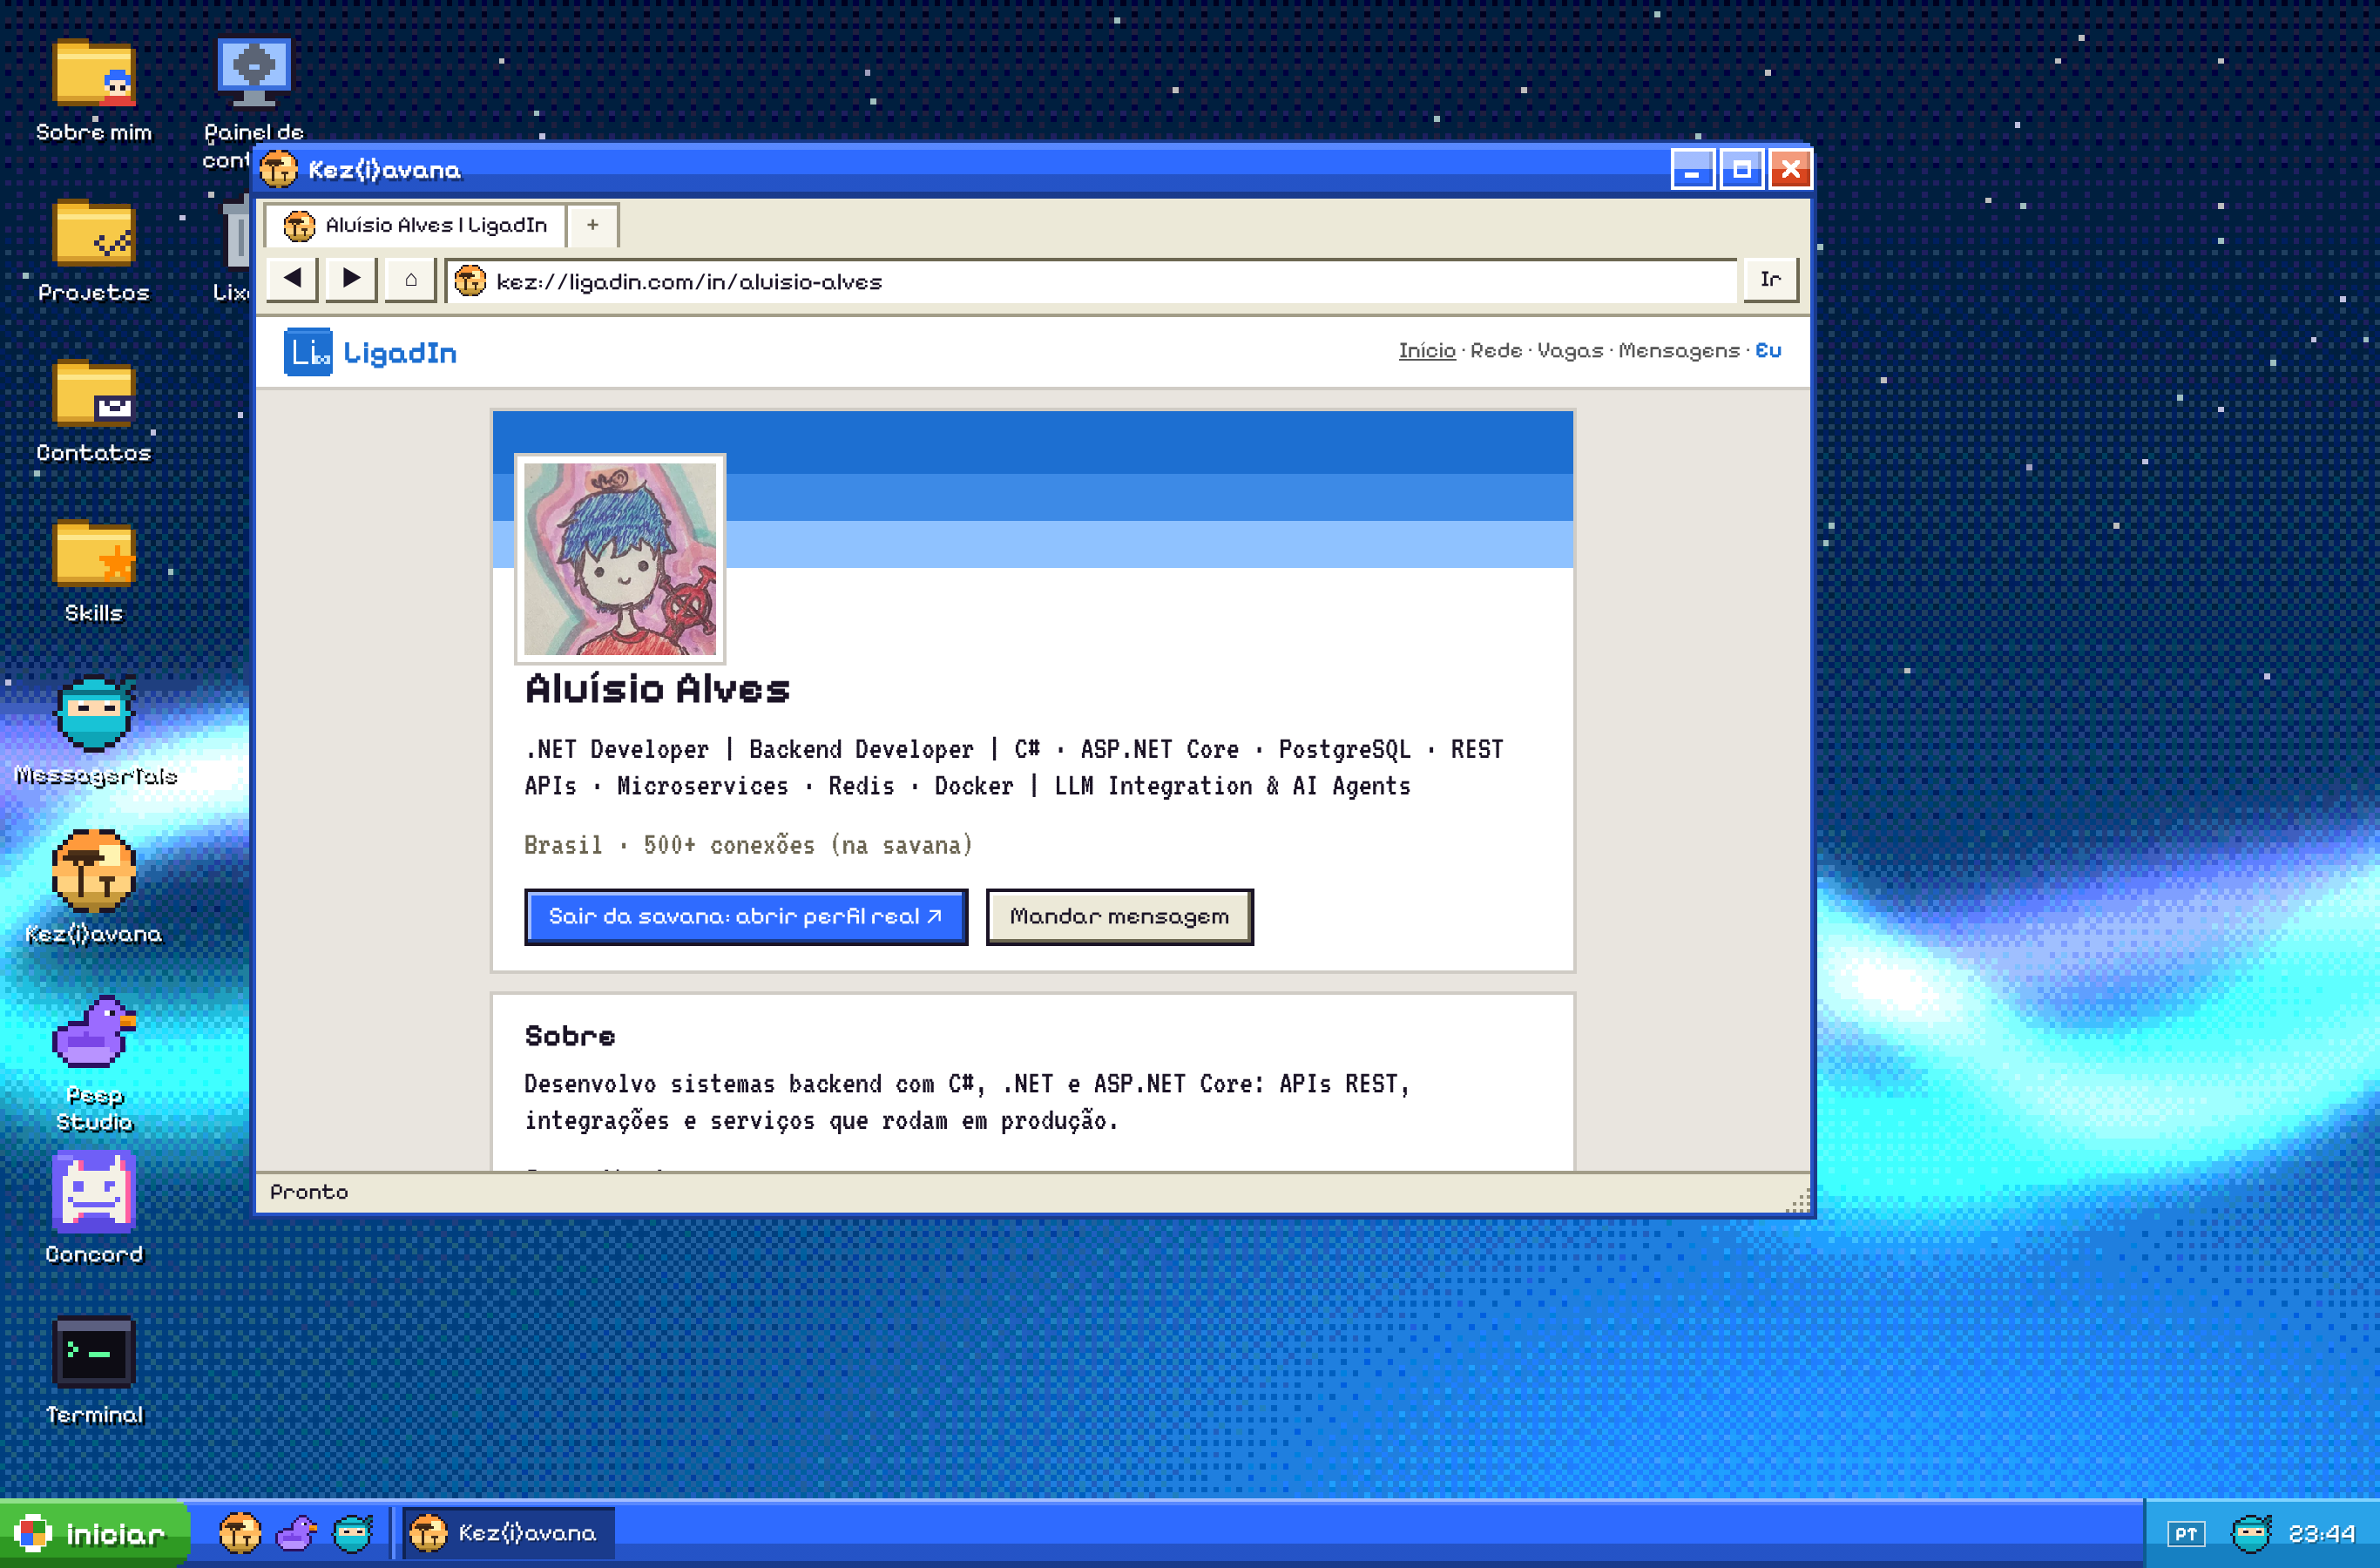 Sobre mim
Painel de
cont
Projetos
Lix
Contatos
Skills
MessagerTals
Kez(i)avana
Peep
Studio
Concord
Terminal
Kez(i)avana
Aluísio Alves | LigadIn
+
kez://ligadin.com/in/aluisio-alves
Ir
Li
LigadIn
Início · Rede · Vagas · Mensagens · Eu
Aluísio Alves
.NET Developer | Backend Developer | C# · ASP.NET Core · PostgreSQL · REST
APIs · Microservices · Redis · Docker | LLM Integration & AI Agents
Brasil · 500+ conexões (na savana)
Sair da savana: abrir perfil real ↗
Mandar mensagem
Sobre
Desenvolvo sistemas backend com C#, .NET e ASP.NET Core: APIs REST,
integrações e serviços que rodam em produção.
Pronto
iniciar
Kez(i)avana
PT
23:44